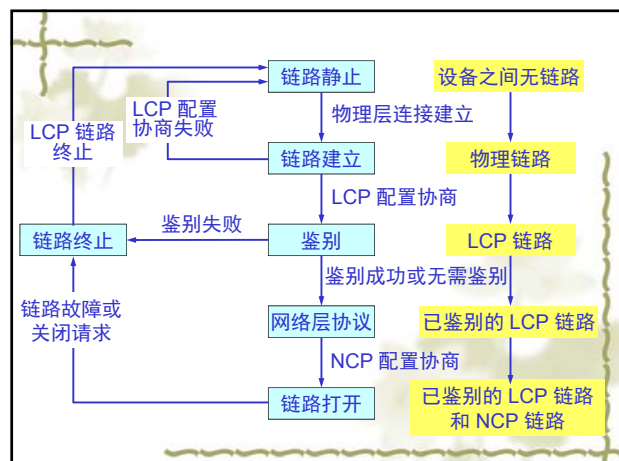 链路静止
设备之间无链路
LCP 配置
协商失败
物理层连接建立
LCP 链路
终止
链路建立
物理链路
LCP 配置协商
鉴别失败
链路终止
鉴别
LCP 链路
鉴别成功或无需鉴别
链路故障或
关闭请求
网络层协议
已鉴别的 LCP 链路
NCP 配置协商
链路打开
已鉴别的 LCP 链路
和 NCP 链路